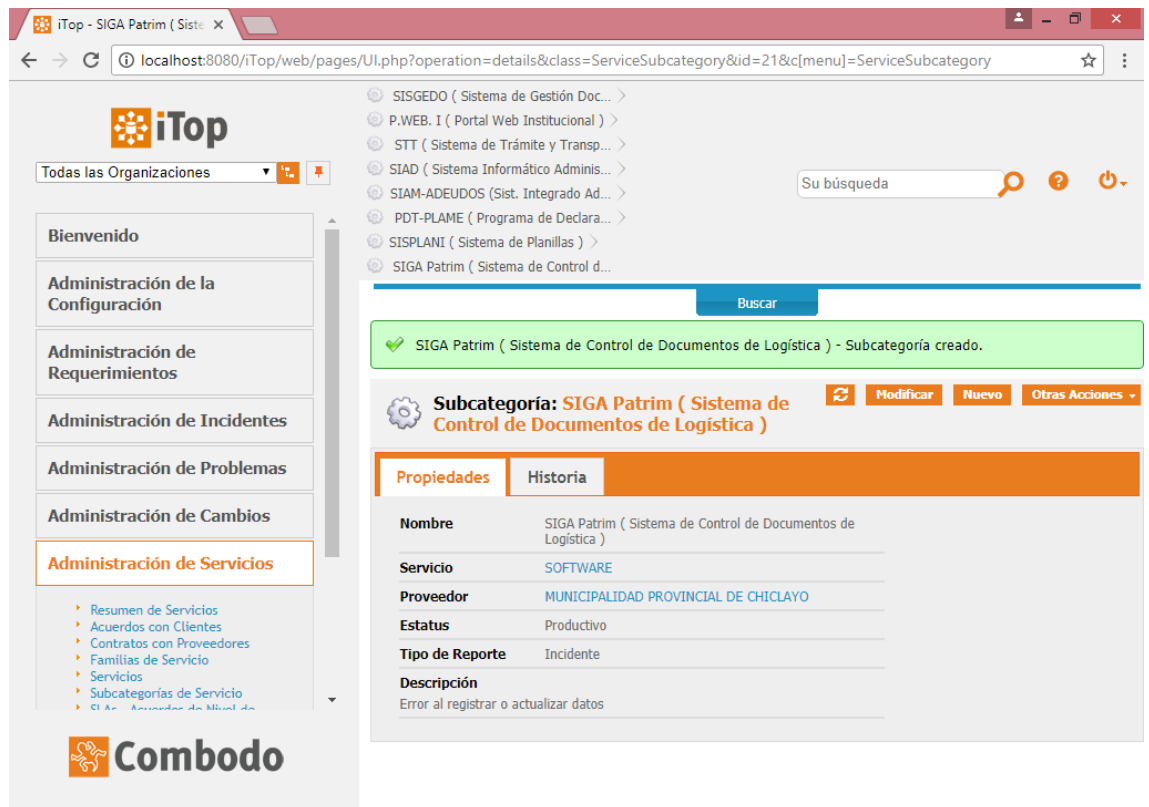 iTop - SIGA Patrim ( Siste
localhost:8080/iTop/web/pages/UI.php?operation=details&class=ServiceSubcategory&id=21&c[menu]=ServiceSubcategory
iTop
Todas las Organizaciones
Bienvenido
Administración de la
Configuración
Administración de
Requerimientos
Administración de Incidentes
Administración de Problemas
Administración de Cambios
Administración de Servicios
Resumen de Servicios
Acuerdos con Clientes
Contratos con Proveedores
Familias de Servicio
Servicios
Subcategorías de Servicio
SLAs - Acuerdos de Nivel de
Combodo
SISGEDO ( Sistema de Gestión Doc...
P.WEB. I ( Portal Web Institucional )
STT ( Sistema de Trámite y Transp...
SIAD ( Sistema Informático Adminis...
SIAM-ADEUDOS (Sist. Integrado Ad...
PDT-PLAME ( Programa de Declara...
SISPLANI ( Sistema de Planillas )
SIGA Patrim ( Sistema de Control d...
Su búsqueda
Buscar
SIGA Patrim ( Sistema de Control de Documentos de Logística ) - Subcategoría creado.
Subcategoría: SIGA Patrim ( Sistema de
Control de Documentos de Logística )
Modificar
Nuevo
Otras Acciones
Propiedades
Historia
Nombre SIGA Patrim ( Sistema de Control de Documentos de
Logística )
Servicio SOFTWARE
Proveedor MUNICIPALIDAD PROVINCIAL DE CHICLAYO
Estatus Productivo
Tipo de Reporte Incidente
Descripción
Error al registrar o actualizar datos